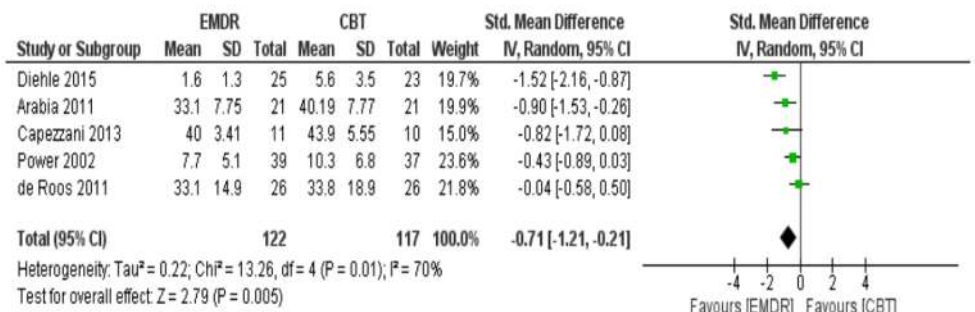 EMDR CBT Std. Mean Difference Std. Mean Difference
Study or Subgroup Mean SD Total Mean SD Total Weight IV, Random, 95% CI IV, Random, 95% CI
Diehle 2015 1.6 1.3 25 5.6 3.5 23 19.7% -1.52 [-2.16, -0.87]
Arabia 2011 33.1 7.75 21 40.19 7.77 21 19.9% -0.90 [-1.53, -0.26]
Capezzani 2013 40 3.41 11 43.9 5.55 10 15.0% -0.82 [-1.72, 0.08]
Power 2002 7.7 5.1 39 10.3 6.8 37 23.6% -0.43 [-0.89, 0.03]
de Roos 2011 33.1 14.9 26 33.8 18.9 26 21.8% -0.04 [-0.58, 0.50]
Total (95% CI) 122 117 100.0% -0.71 [-1.21, -0.21]
Heterogeneity: Tau² = 0.22; Chi² = 13.26, df = 4 (P = 0.01); I² = 70%
Test for overall effect: Z = 2.79 (P = 0.005)
-4 -2 0 2 4
Favours [EMDR] Favours [CBT]